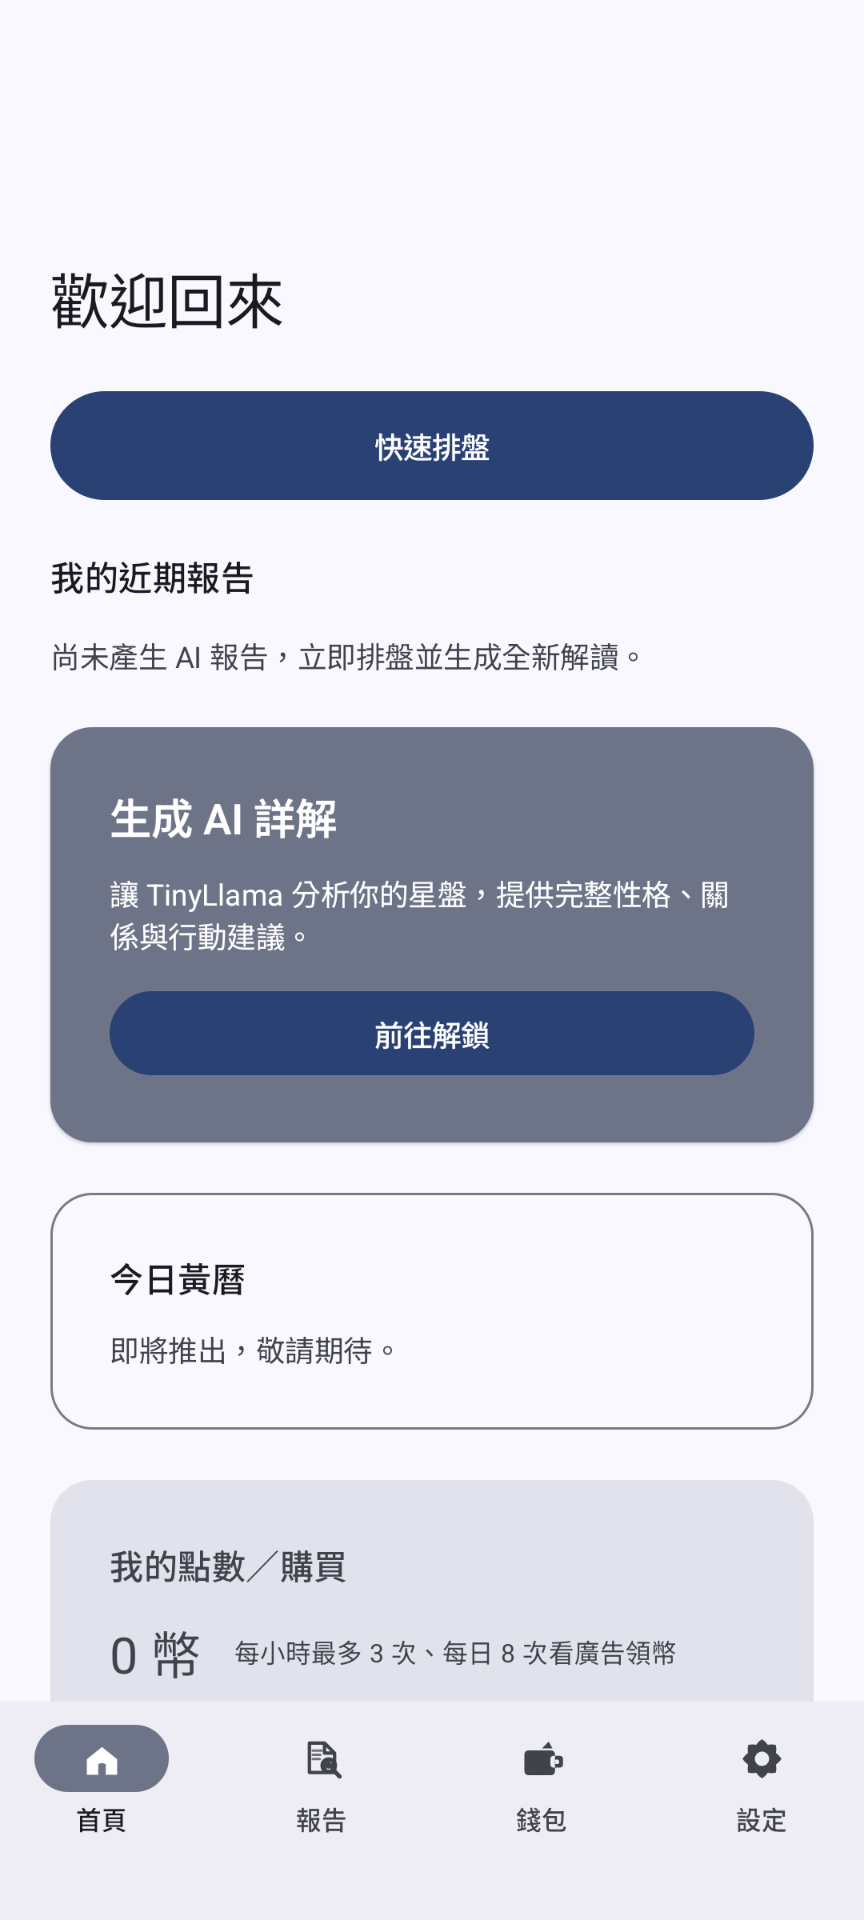 歡迎回來
快速排盤
我的近期報告
尚未產生 AI 報告，立即排盤並生成全新解讀。
生成 AI 詳解
讓 TinyLlama 分析你的星盤，提供完整性格、關
係與行動建議。
前往解鎖
今日黃曆
即將推出，敬請期待。
我的點數／購買
0 幣
每小時最多 3 次、每日 8 次看廣告領幣
首頁
報告
錢包
設定